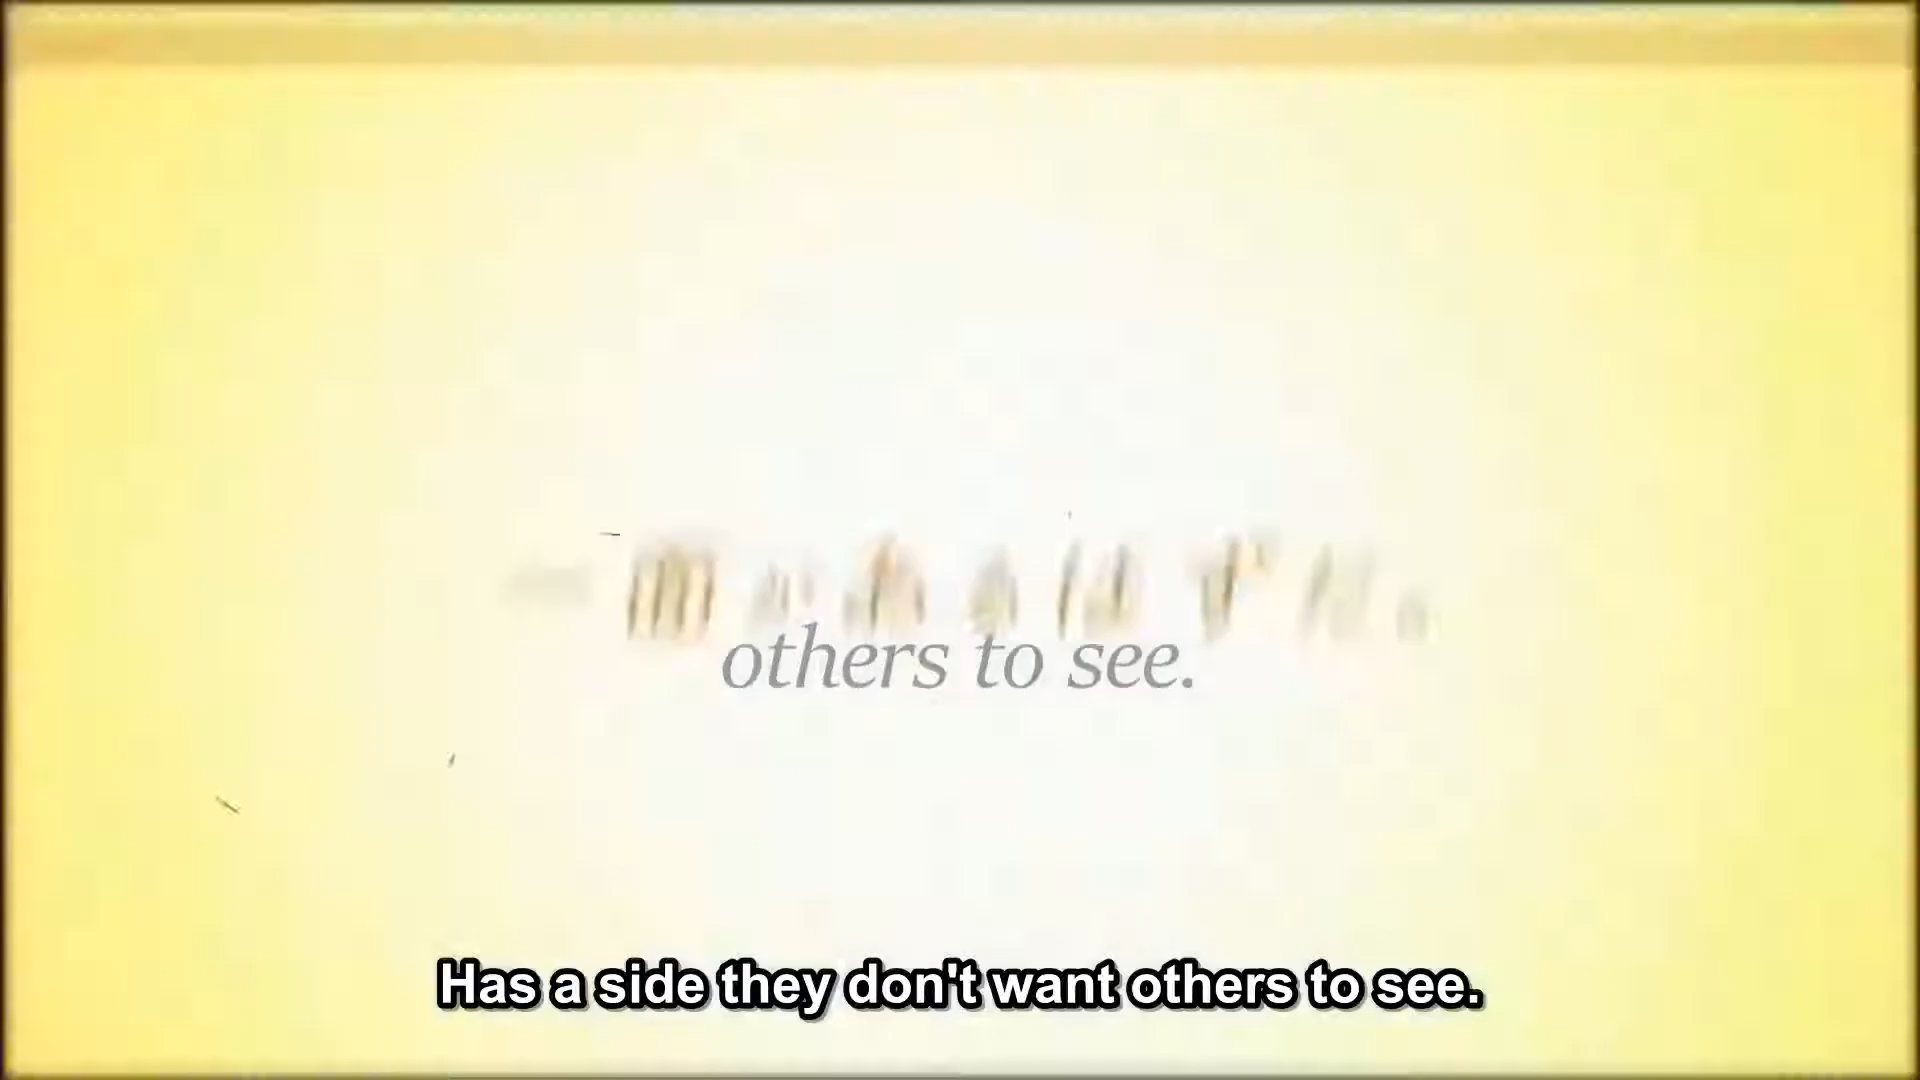 others to see.
Has a side they don't want others to see.